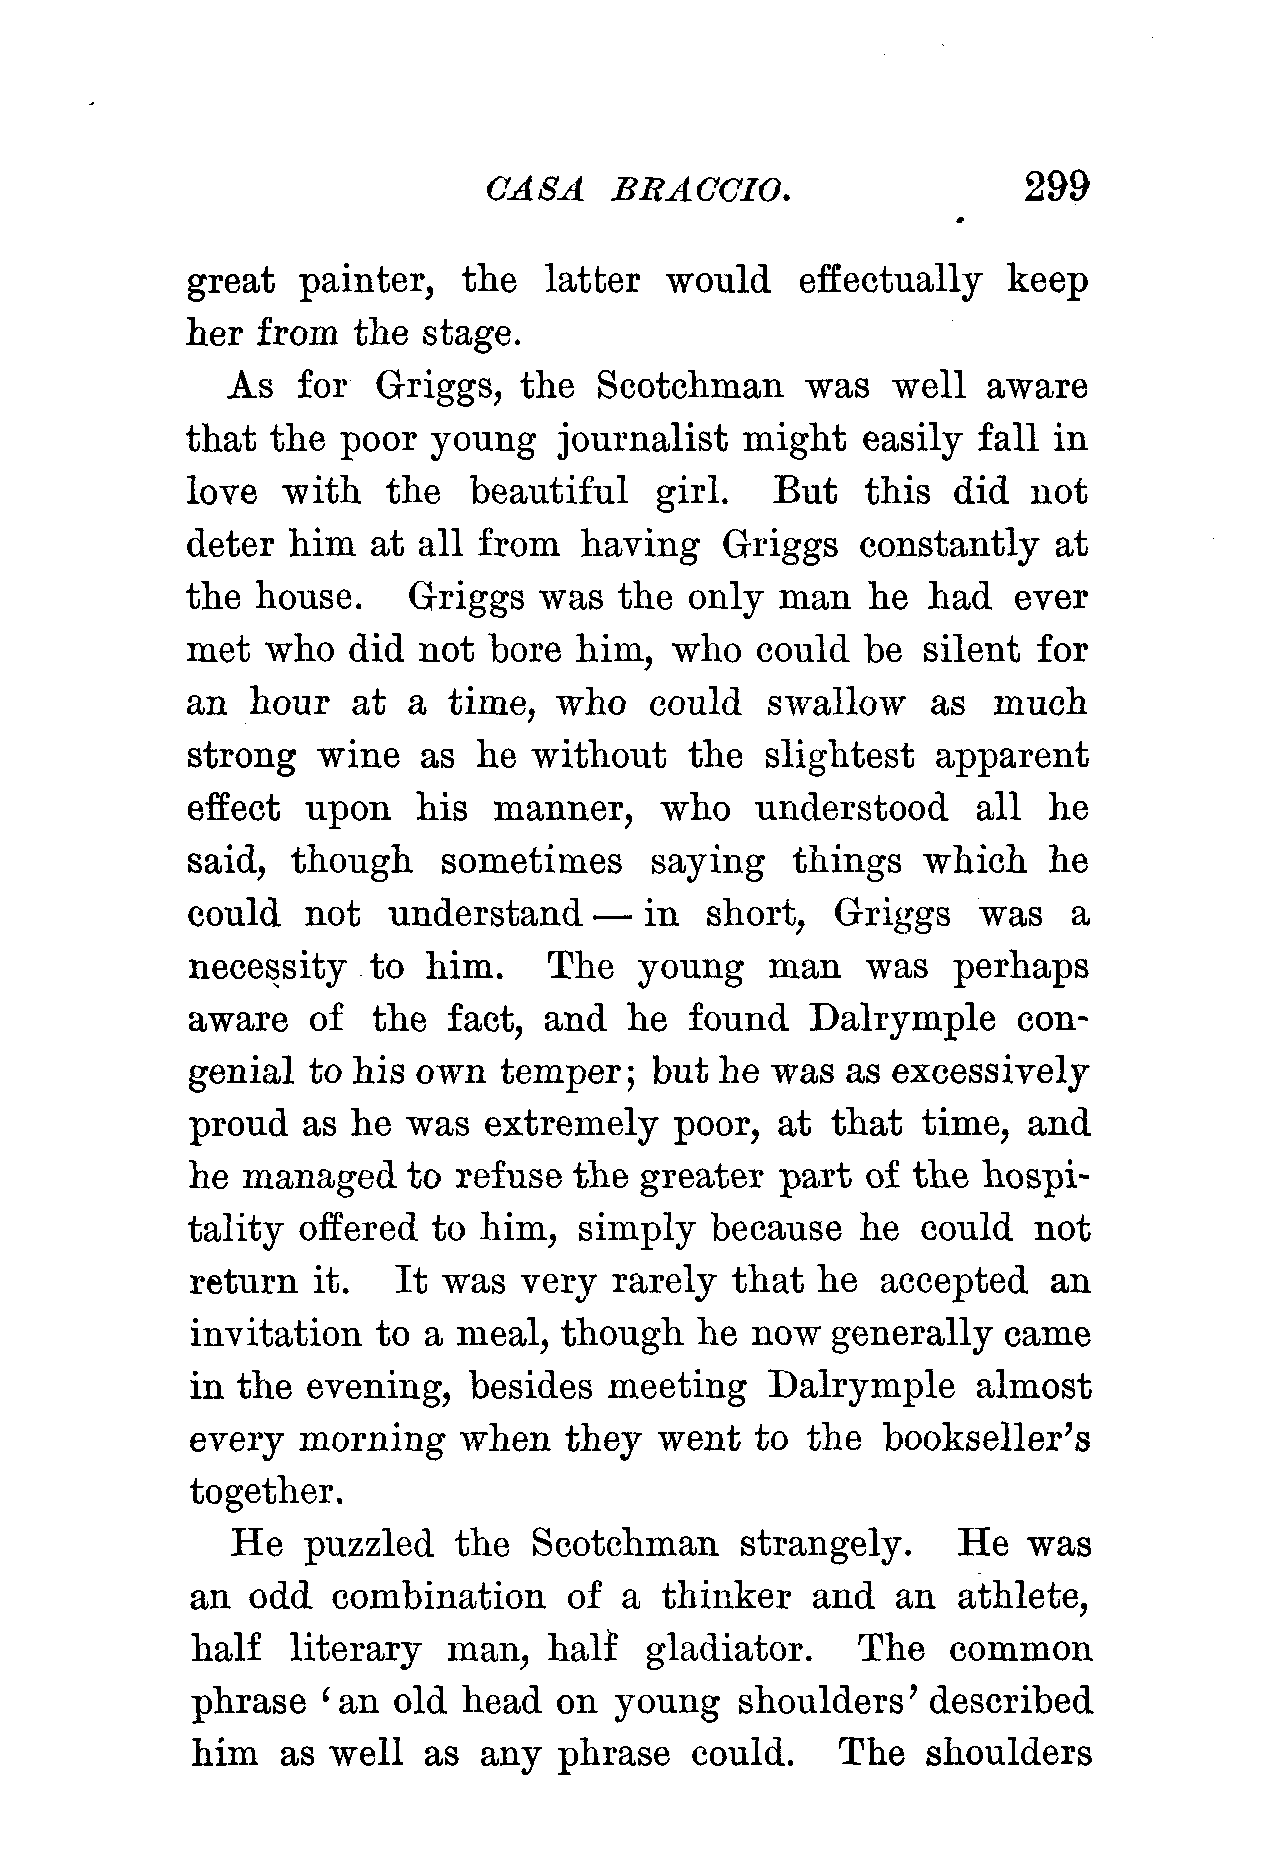 CASA BRACCIO. 299
great painter, the latter would effectually keep
her from the stage.
As for Griggs, the Scotchman was well aware
that the poor young journalist might easily fall in
love with the beautiful girl. But this did not
deter him at all from having Griggs constantly at
the house. Griggs was the only man he had ever
met who did not bore him, who could be silent for
an hour at a time, who could swallow as much
strong wine as he without the slightest apparent
effect upon his manner, who understood all he
said, though sometimes saying things which he
could not understand — in short, Griggs was a
necessity to him. The young man was perhaps
aware of the fact, and he found Dalrymple con-
genial to his own temper; but he was as excessively
proud as he was extremely poor, at that time, and
he managed to refuse the greater part of the hospi-
tality offered to him, simply because he could not
return it. It was very rarely that he accepted an
invitation to a meal, though he now generally came
in the evening, besides meeting Dalrymple almost
every morning when they went to the bookseller's
together.
He puzzled the Scotchman strangely. He was
an odd combination of a thinker and an athlete,
half literary man, half gladiator. The common
phrase ‘an old head on young shoulders’ described
him as well as any phrase could. The shoulders